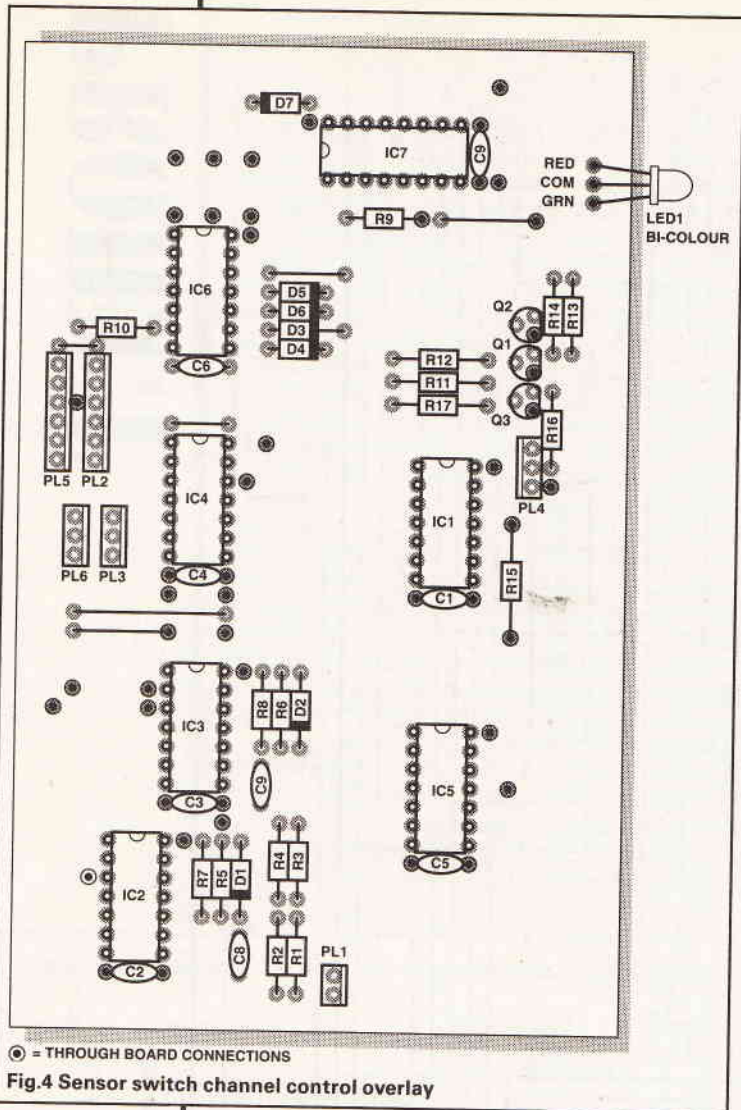 D7
IC7
C9
RED
COM
GRN
LED1
BI-COLOUR
R9
IC6
D5
D6
D3
D4
R10
C6
Q2
Q1
Q3
R14
R13
R12
R11
R17
R16
PL5
PL2
PL4
IC4
IC1
PL6
PL3
C4
C1
R15
IC3
R8
R6
D2
C9
C3
IC5
C5
IC2
R7
R5
D1
R4
R3
C2
C8
R2
R1
PL1
= THROUGH BOARD CONNECTIONS
Fig.4 Sensor switch channel control overlay